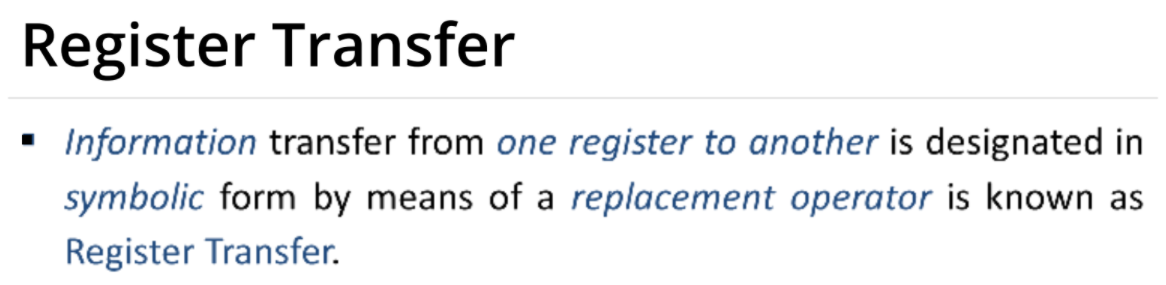 Register Transfer
▪ Information transfer from one register to another is designated in
symbolic form by means of a replacement operator is known as
Register Transfer.